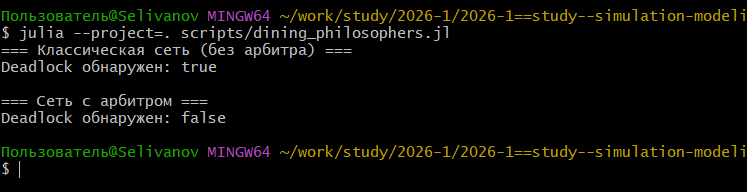 Пользователь@Selivanov MINGW64 ~/work/study/2026-1/2026-1==study--simulation-modeli
$ julia --project=. scripts/dining_philosophers.jl
=== Классическая сеть (без арбитра) ===
Deadlock обнаружен: true
=== Сеть с арбитром ===
Deadlock обнаружен: false
Пользователь@Selivanov MINGW64 ~/work/study/2026-1/2026-1==study--simulation-modeli
$